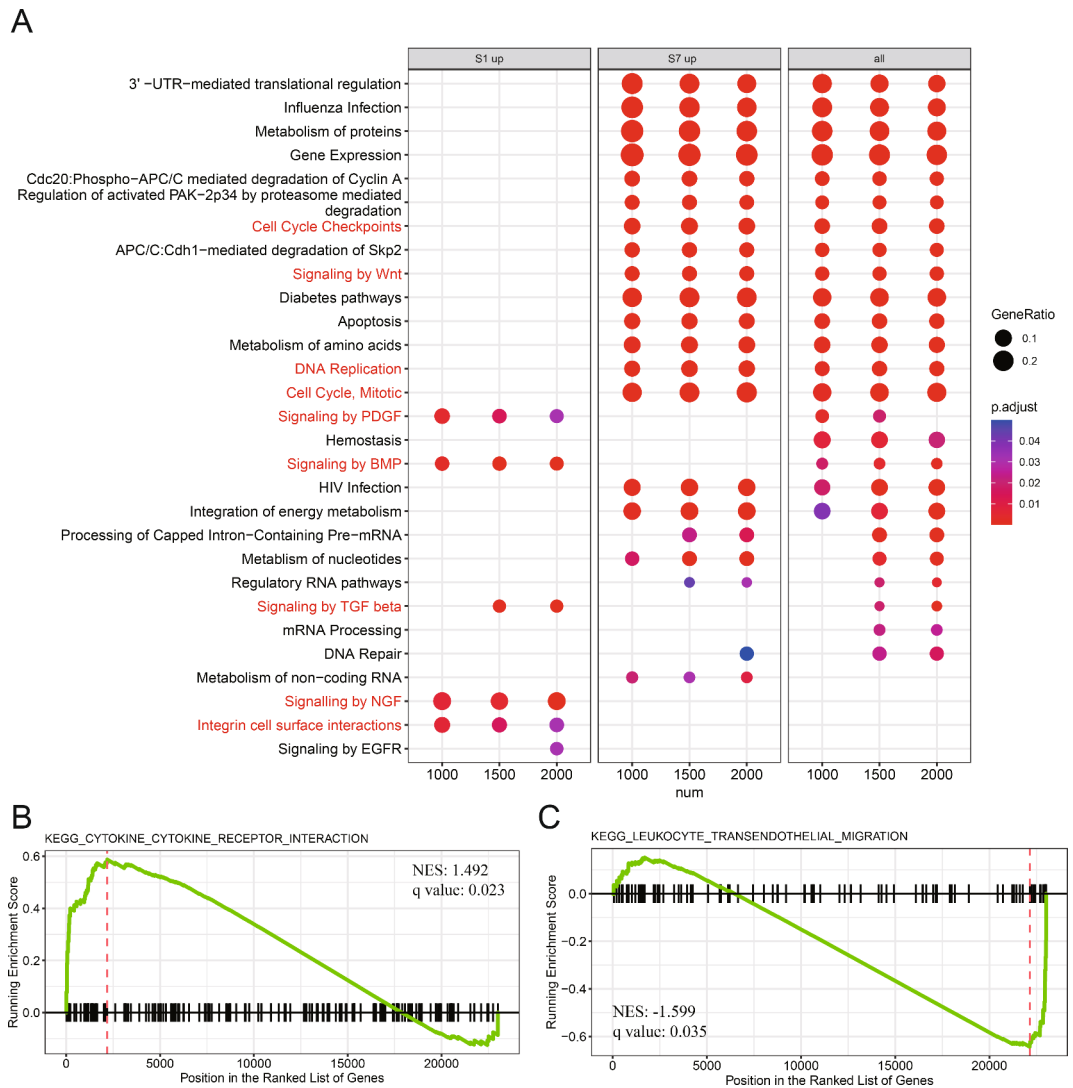 A
S1 up
S7 up
all
3' −UTR−mediated translational regulation
Influenza Infection
Metabolism of proteins
Gene Expression
Cdc20:Phospho−APC/C mediated degradation of Cyclin A
Regulation of activated PAK−2p34 by proteasome mediated
degradation
Cell Cycle Checkpoints
APC/C:Cdh1−mediated degradation of Skp2
Signaling by Wnt
Diabetes pathways
Apoptosis
Metabolism of amino acids
DNA Replication
Cell Cycle, Mitotic
Signaling by PDGF
Hemostasis
Signaling by BMP
HIV Infection
Integration of energy metabolism
Processing of Capped Intron−Containing Pre−mRNA
Metablism of nucleotides
Regulatory RNA pathways
Signaling by TGF beta
mRNA Processing
DNA Repair
Metabolism of non−coding RNA
Signalling by NGF
Integrin cell surface interactions
Signaling by EGFR
1000 1500 2000
1000 1500 2000
1000 1500 2000
num
GeneRatio
0.1
0.2
p.adjust
0.04
0.03
0.02
0.01
B
KEGG_CYTOKINE_CYTOKINE_RECEPTOR_INTERACTION
NES: 1.492
q value: 0.023
Running Enrichment Score
0.6
0.4
0.2
0.0
0 5000 10000 15000 20000
Position in the Ranked List of Genes
C
KEGG_LEUKOCYTE_TRANSENDOTHELIAL_MIGRATION
Running Enrichment Score
0.0
−0.2
−0.4
−0.6
NES: -1.599
q value: 0.035
0 5000 10000 15000 20000
Position in the Ranked List of Genes